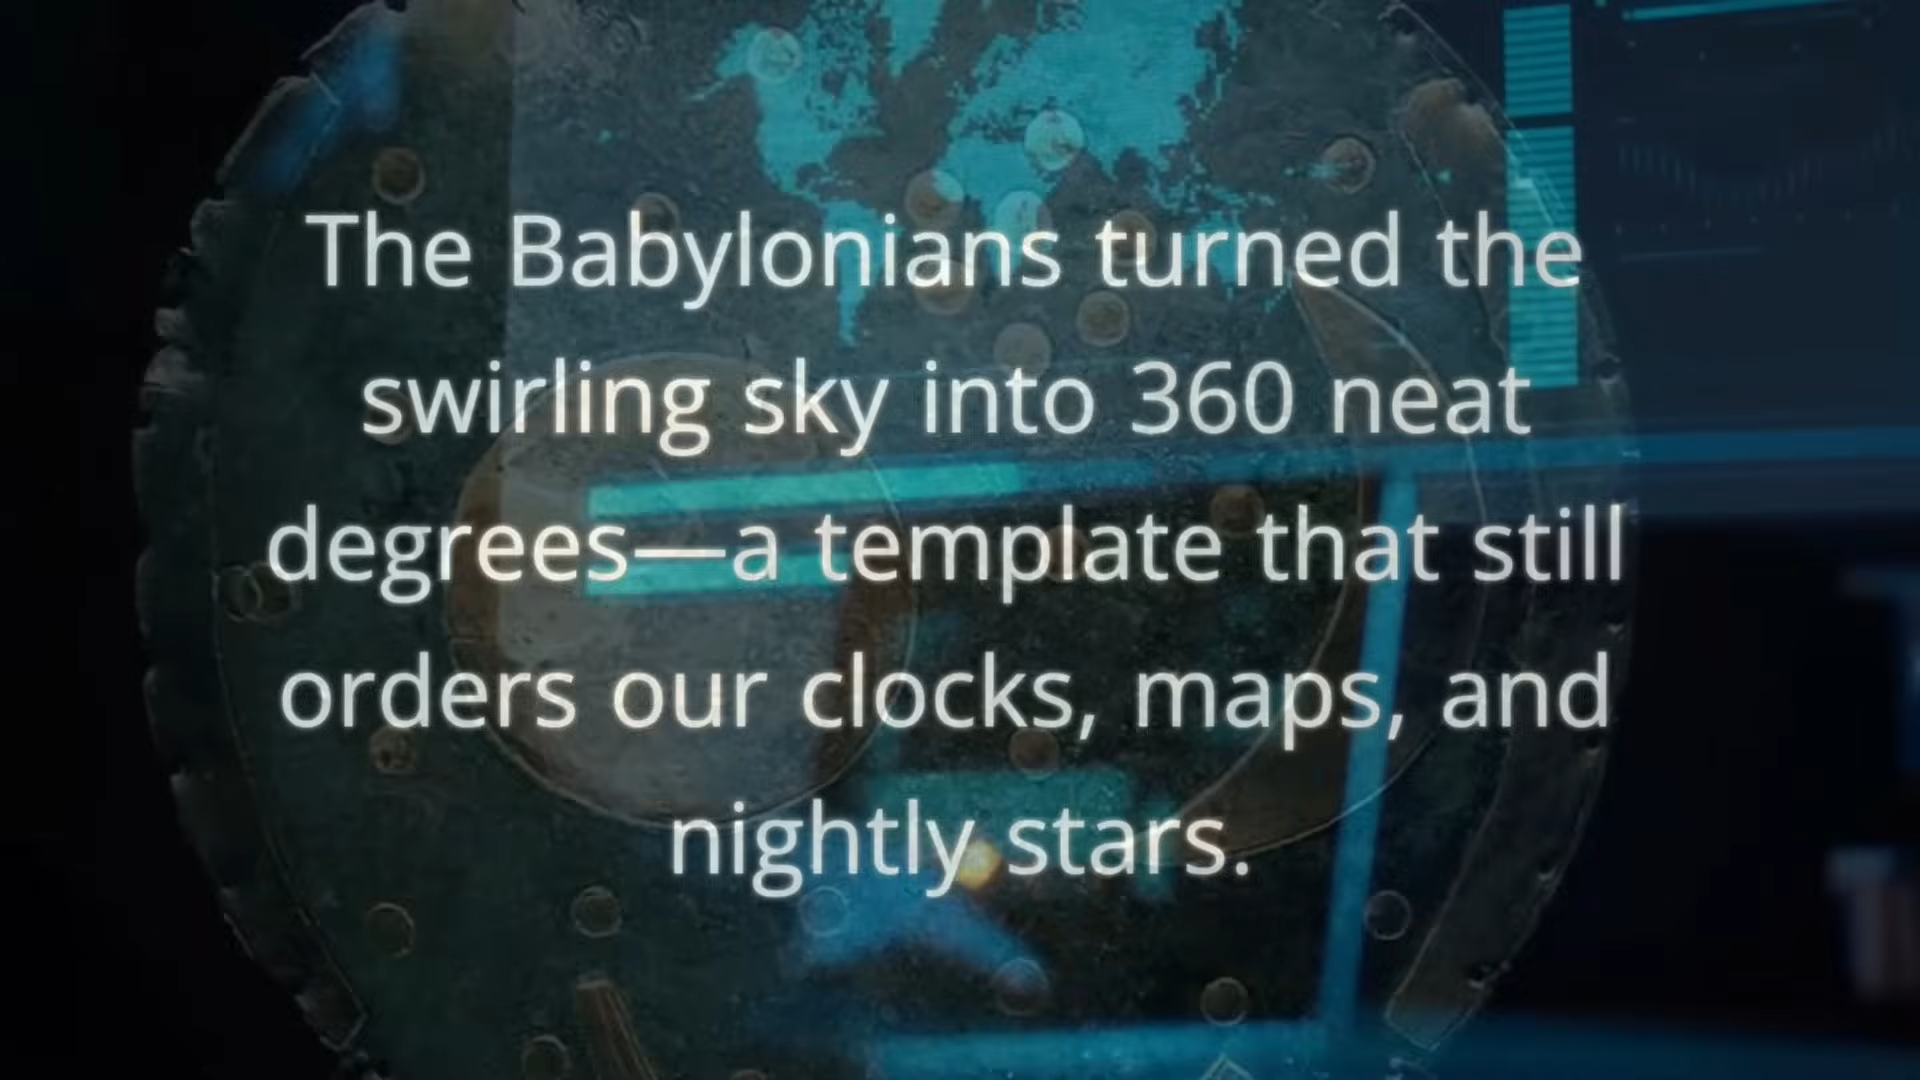 The Babylonians turned the
swirling sky into 360 neat
degrees—a template that still
orders our clocks, maps, and
nightly stars.